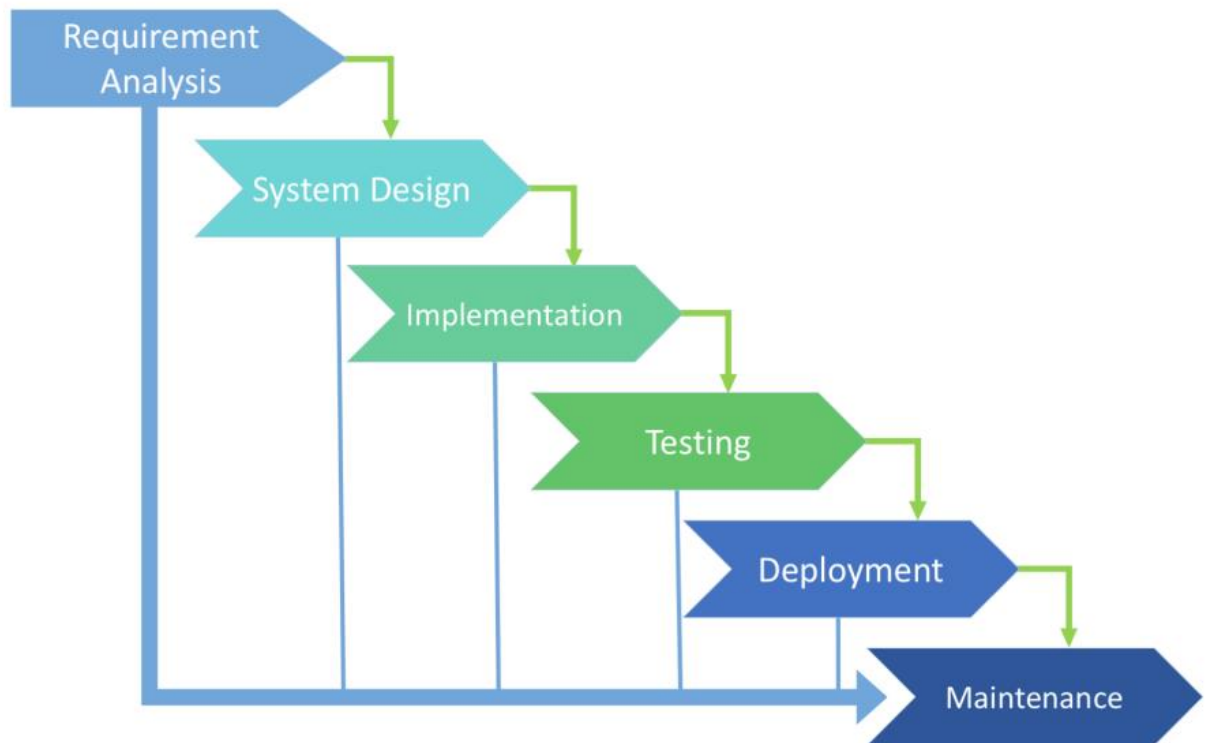 Requirement
Analysis
System Design
Implementation
Testing
Deployment
Maintenance